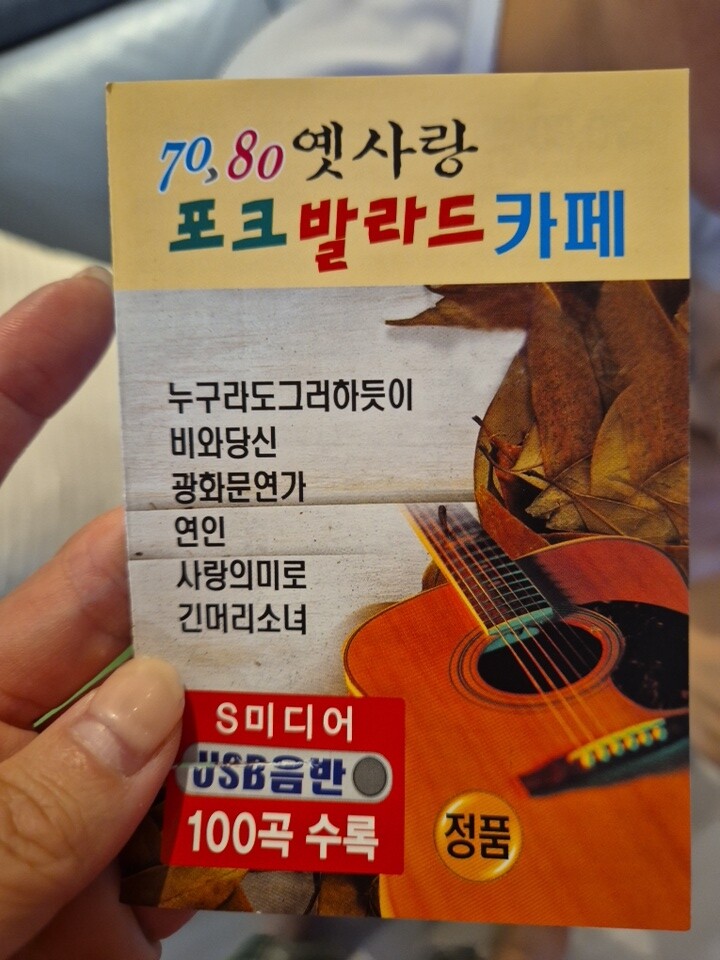 70,80 옛사랑
포크 발라드 카페
누구라도그러하듯이
비와당신
광화문연가
연인
사랑의미로
긴머리소녀
S미디어
USB음반
100곡 수록
정품